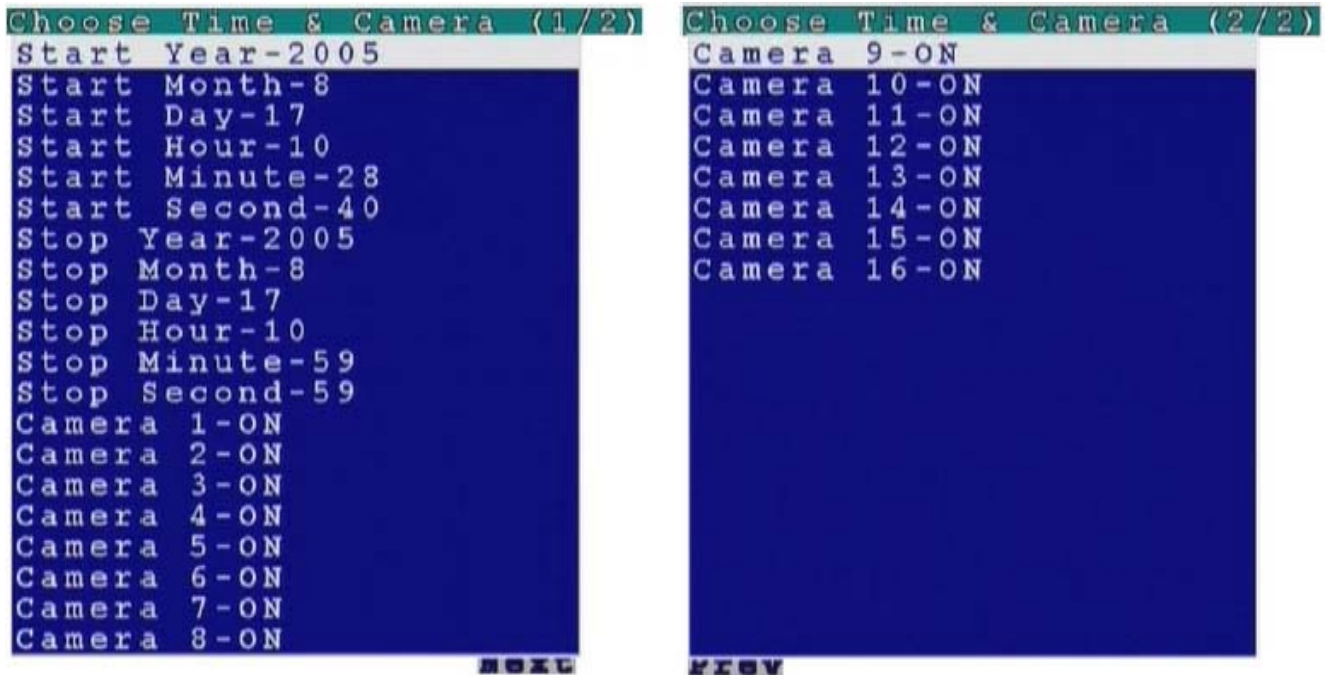 Choose Time & Camera (1/2)
Start Year-2005
Start Month-8
Start Day-17
Start Hour-10
Start Minute-28
Start Second-40
Stop Year-2005
Stop Month-8
Stop Day-17
Stop Hour-10
Stop Minute-59
Stop Second-59
Camera 1-ON
Camera 2-ON
Camera 3-ON
Camera 4-ON
Camera 5-ON
Camera 6-ON
Camera 7-ON
Camera 8-ON
next
Choose Time & Camera (2/2)
Camera 9-ON
Camera 10-ON
Camera 11-ON
Camera 12-ON
Camera 13-ON
Camera 14-ON
Camera 15-ON
Camera 16-ON
Prev